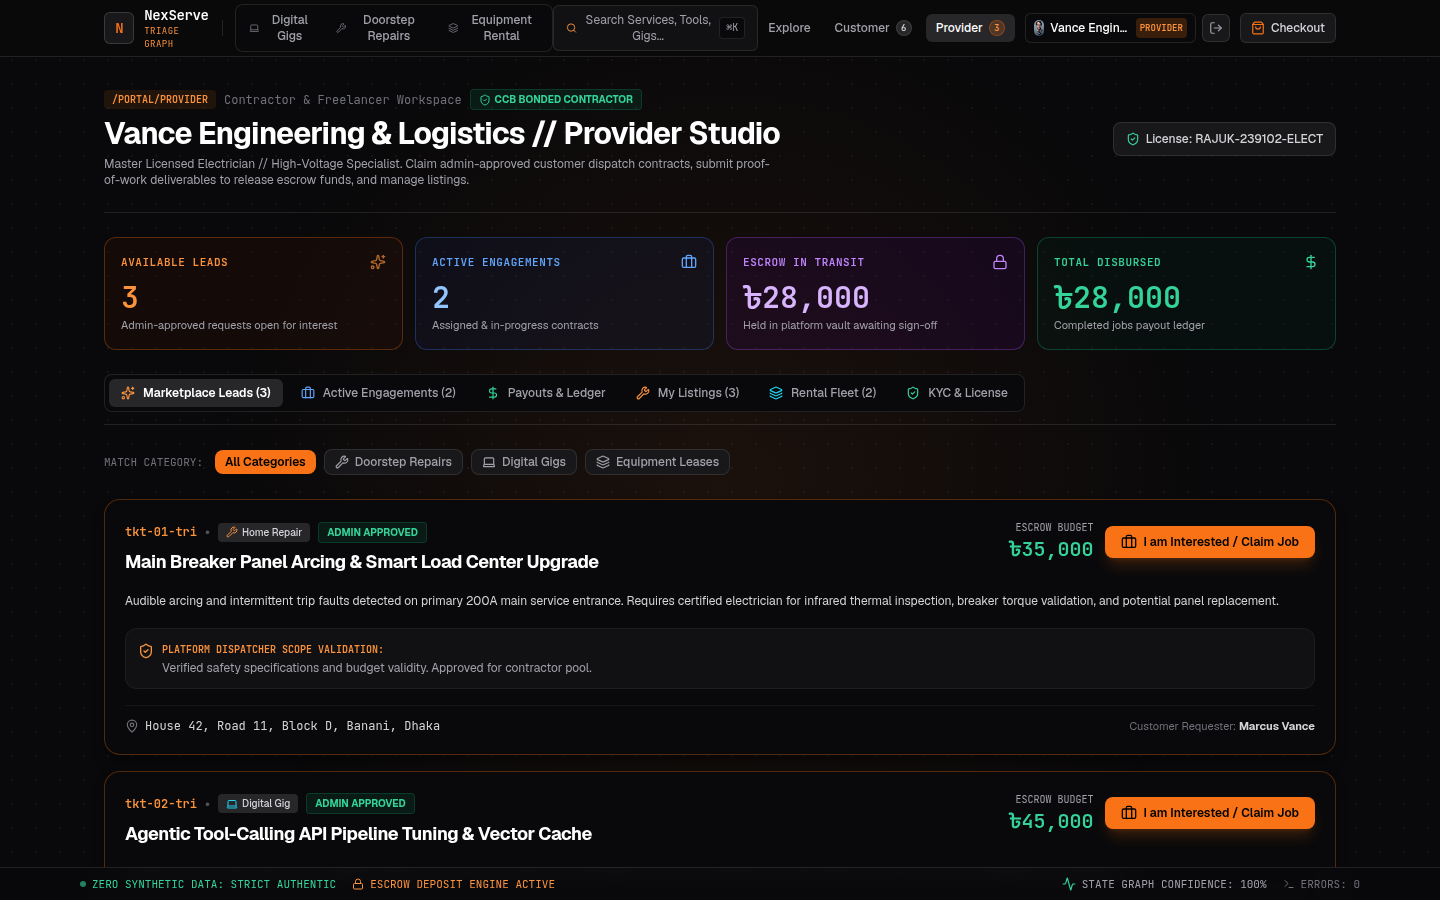 N
NexServe
TRIAGE
GRAPH
Digital
Gigs
Doorstep
Repairs
Equipment
Rental
Search Services, Tools,
Gigs...
⌘K
Explore
Customer 6
Provider 3
Vance Engin...
PROVIDER
Checkout
/PORTAL/PROVIDER
Contractor & Freelancer Workspace
CCB BONDED CONTRACTOR
Vance Engineering & Logistics // Provider Studio
License: RAJUK-239102-ELECT
Master Licensed Electrician // High-Voltage Specialist. Claim admin-approved customer dispatch contracts, submit proof-
of-work deliverables to release escrow funds, and manage listings.
AVAILABLE LEADS
3
Admin-approved requests open for interest
ACTIVE ENGAGEMENTS
2
Assigned & in-progress contracts
ESCROW IN TRANSIT
৳28,000
Held in platform vault awaiting sign-off
TOTAL DISBURSED
৳28,000
Completed jobs payout ledger
Marketplace Leads (3)
Active Engagements (2)
Payouts & Ledger
My Listings (3)
Rental Fleet (2)
KYC & License
MATCH CATEGORY:
All Categories
Doorstep Repairs
Digital Gigs
Equipment Leases
tkt-01-tri • Home Repair ADMIN APPROVED
Main Breaker Panel Arcing & Smart Load Center Upgrade
ESCROW BUDGET
৳35,000
I am Interested / Claim Job
Audible arcing and intermittent trip faults detected on primary 200A main service entrance. Requires certified electrician for infrared thermal inspection, breaker torque validation, and potential panel replacement.
PLATFORM DISPATCHER SCOPE VALIDATION:
Verified safety specifications and budget validity. Approved for contractor pool.
House 42, Road 11, Block D, Banani, Dhaka
Customer Requester: Marcus Vance
tkt-02-tri • Digital Gig ADMIN APPROVED
Agentic Tool-Calling API Pipeline Tuning & Vector Cache
ESCROW BUDGET
৳45,000
I am Interested / Claim Job
ZERO SYNTHETIC DATA: STRICT AUTHENTIC
ESCROW DEPOSIT ENGINE ACTIVE
STATE GRAPH CONFIDENCE: 100%
ERRORS: 0